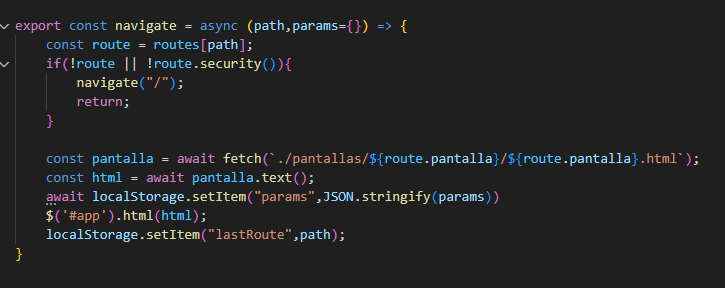 export const navigate = async (path,params={}) => {
const route = routes[path];
if(!route || !route.security()){
navigate("/");
return;
}
const pantalla = await fetch(`./pantallas/${route.pantalla}/${route.pantalla}.html`);
const html = await pantalla.text();
await localStorage.setItem("params",JSON.stringify(params))
$('#app').html(html);
localStorage.setItem("lastRoute",path);
}